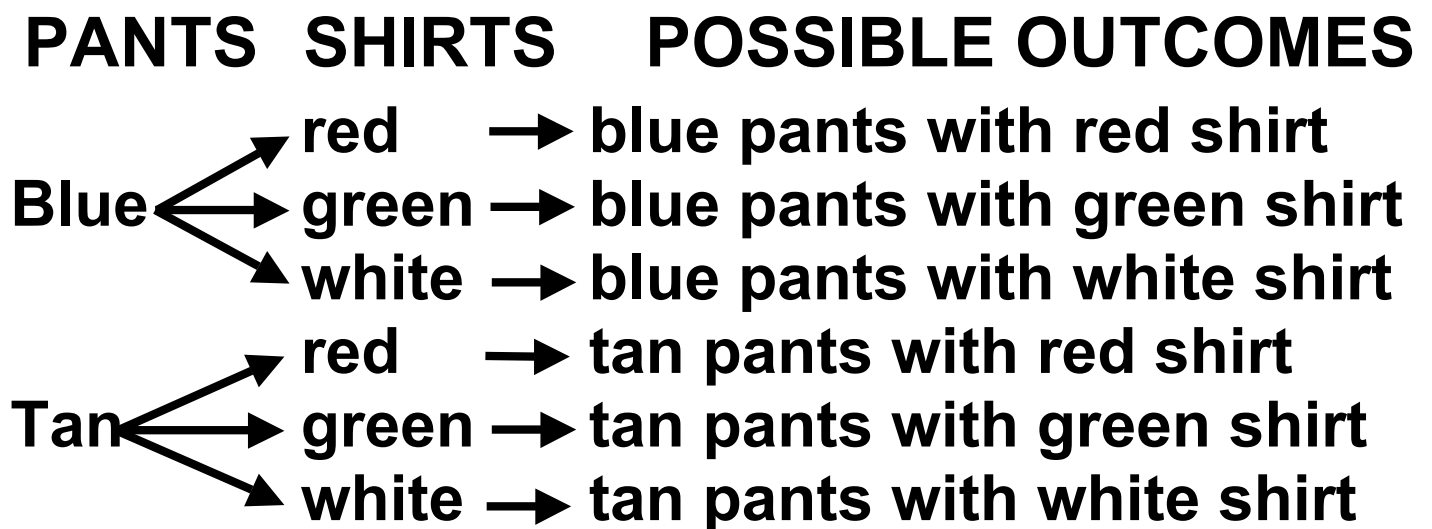 PANTS SHIRTS POSSIBLE OUTCOMES
red blue pants with red shirt
Blue green blue pants with green shirt
white blue pants with white shirt
red tan pants with red shirt
Tan green tan pants with green shirt
white tan pants with white shirt